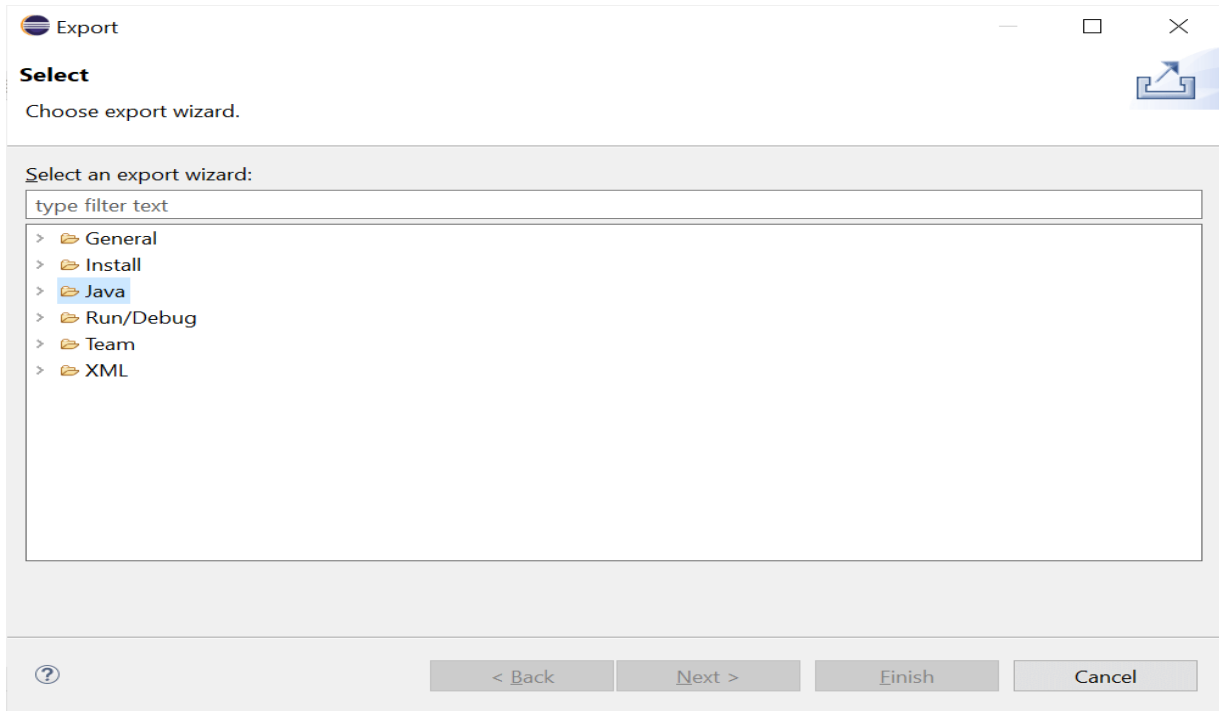 Export
Select
Choose export wizard.
Select an export wizard:
type filter text
General
Install
Java
Run/Debug
Team
XML
? < Back Next > Finish Cancel